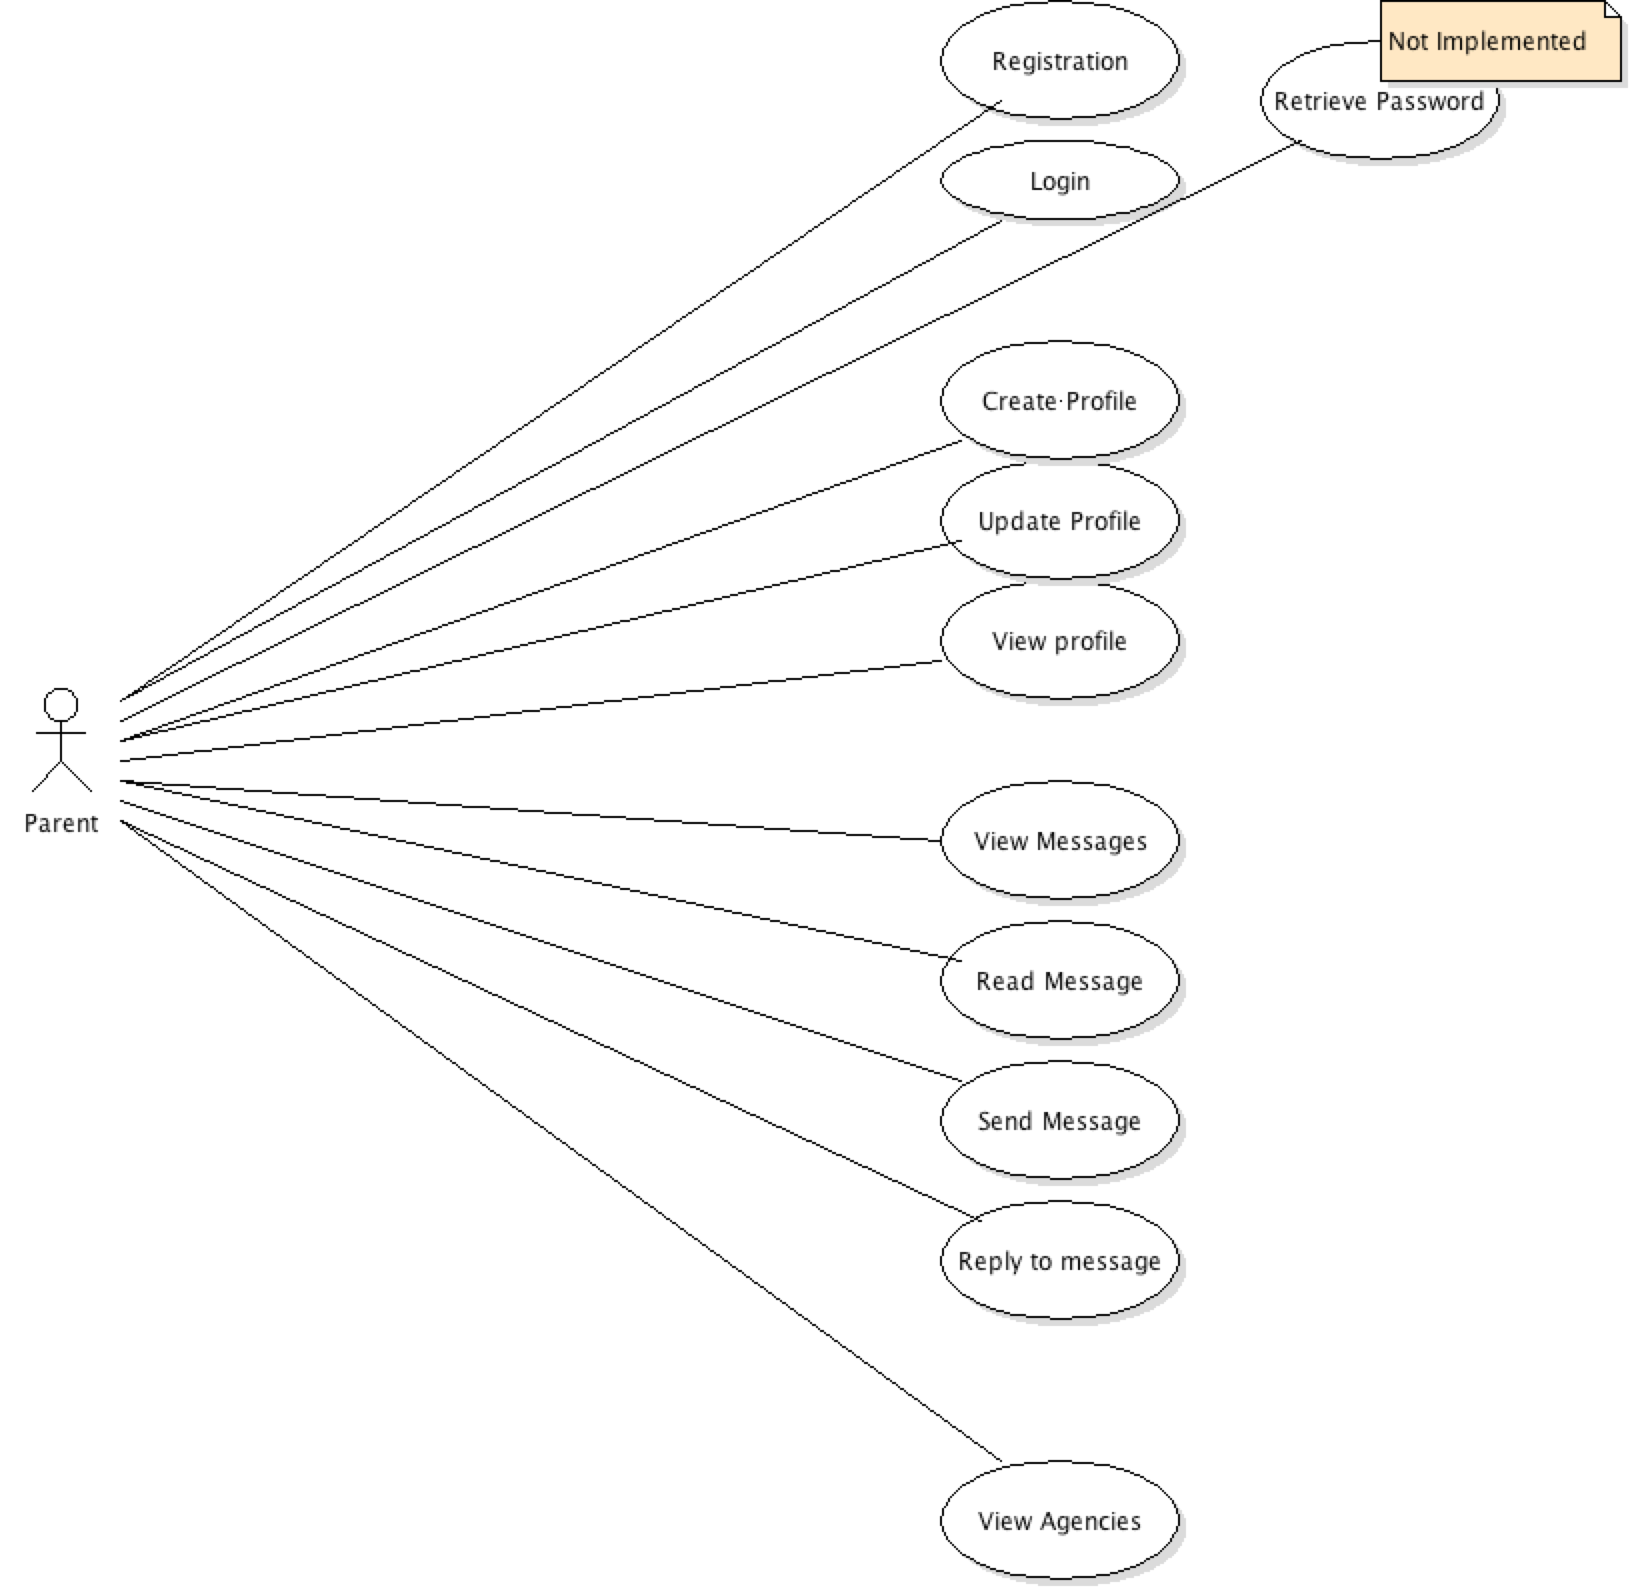 Registration
Not Implemented
Retrieve Password
Login
Create·Profile
Update Profile
View profile
Parent
View Messages
Read Message
Send Message
Reply to message
View Agencies